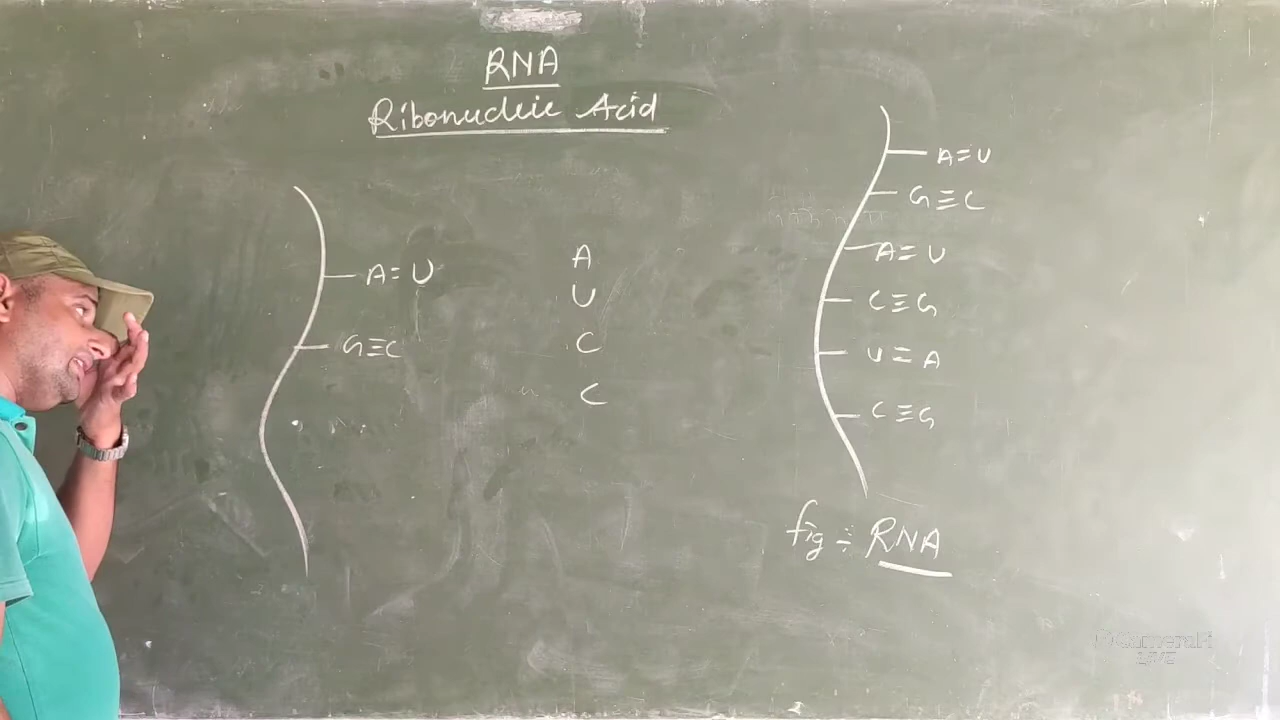 RNA
Ribonucleic Acid
A=U
G≡C
A
U
C
C
A≡U
G≡C
A=U
C≡G
U=A
C≡G
fig ÷ RNA